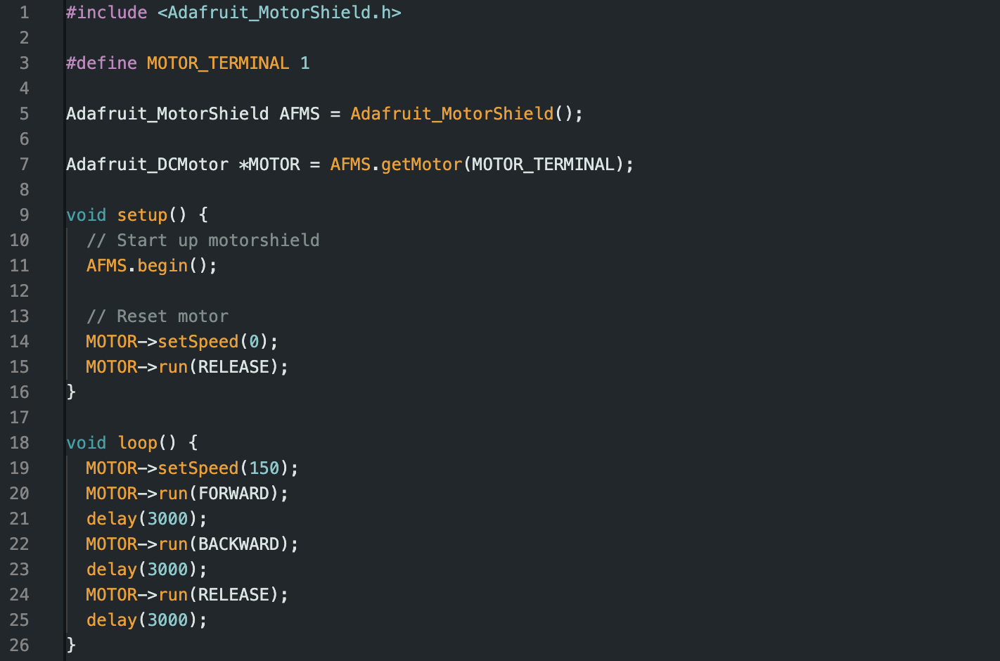 1 #include <Adafruit_MotorShield.h>
2
3 #define MOTOR_TERMINAL 1
4
5 Adafruit_MotorShield AFMS = Adafruit_MotorShield();
6
7 Adafruit_DCMotor *MOTOR = AFMS.getMotor(MOTOR_TERMINAL);
8
9 void setup() {
10   // Start up motorshield
11   AFMS.begin();
12
13   // Reset motor
14   MOTOR->setSpeed(0);
15   MOTOR->run(RELEASE);
16 }
17
18 void loop() {
19   MOTOR->setSpeed(150);
20   MOTOR->run(FORWARD);
21   delay(3000);
22   MOTOR->run(BACKWARD);
23   delay(3000);
24   MOTOR->run(RELEASE);
25   delay(3000);
26 }